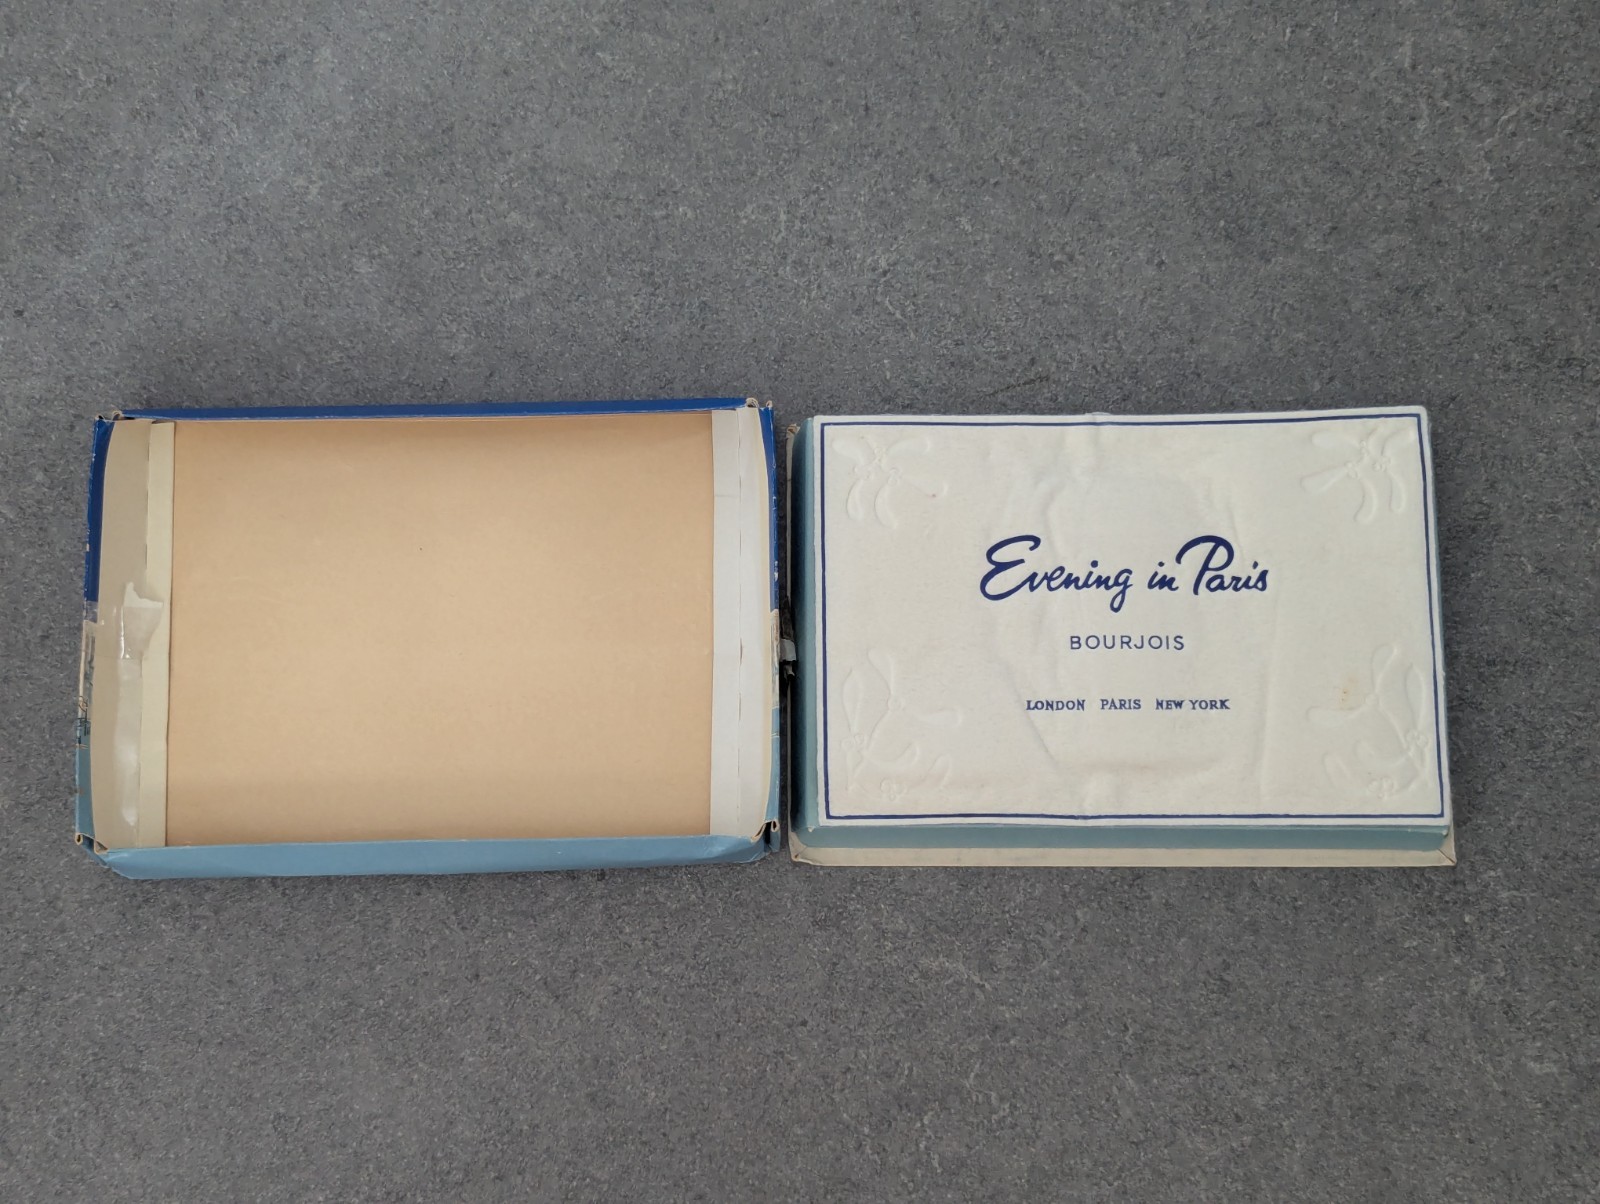 Evening in Paris
BOURJOIS
LONDON PARIS NEW YORK